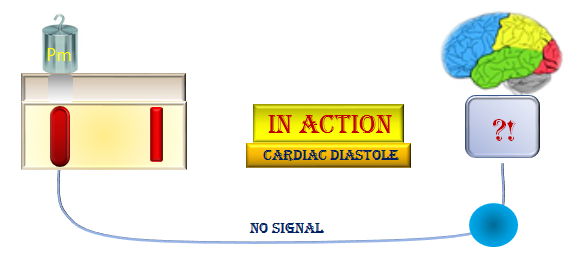 Pm
IN ACTION
?!
CARDIAC DIASTOLE
NO SIGNAL